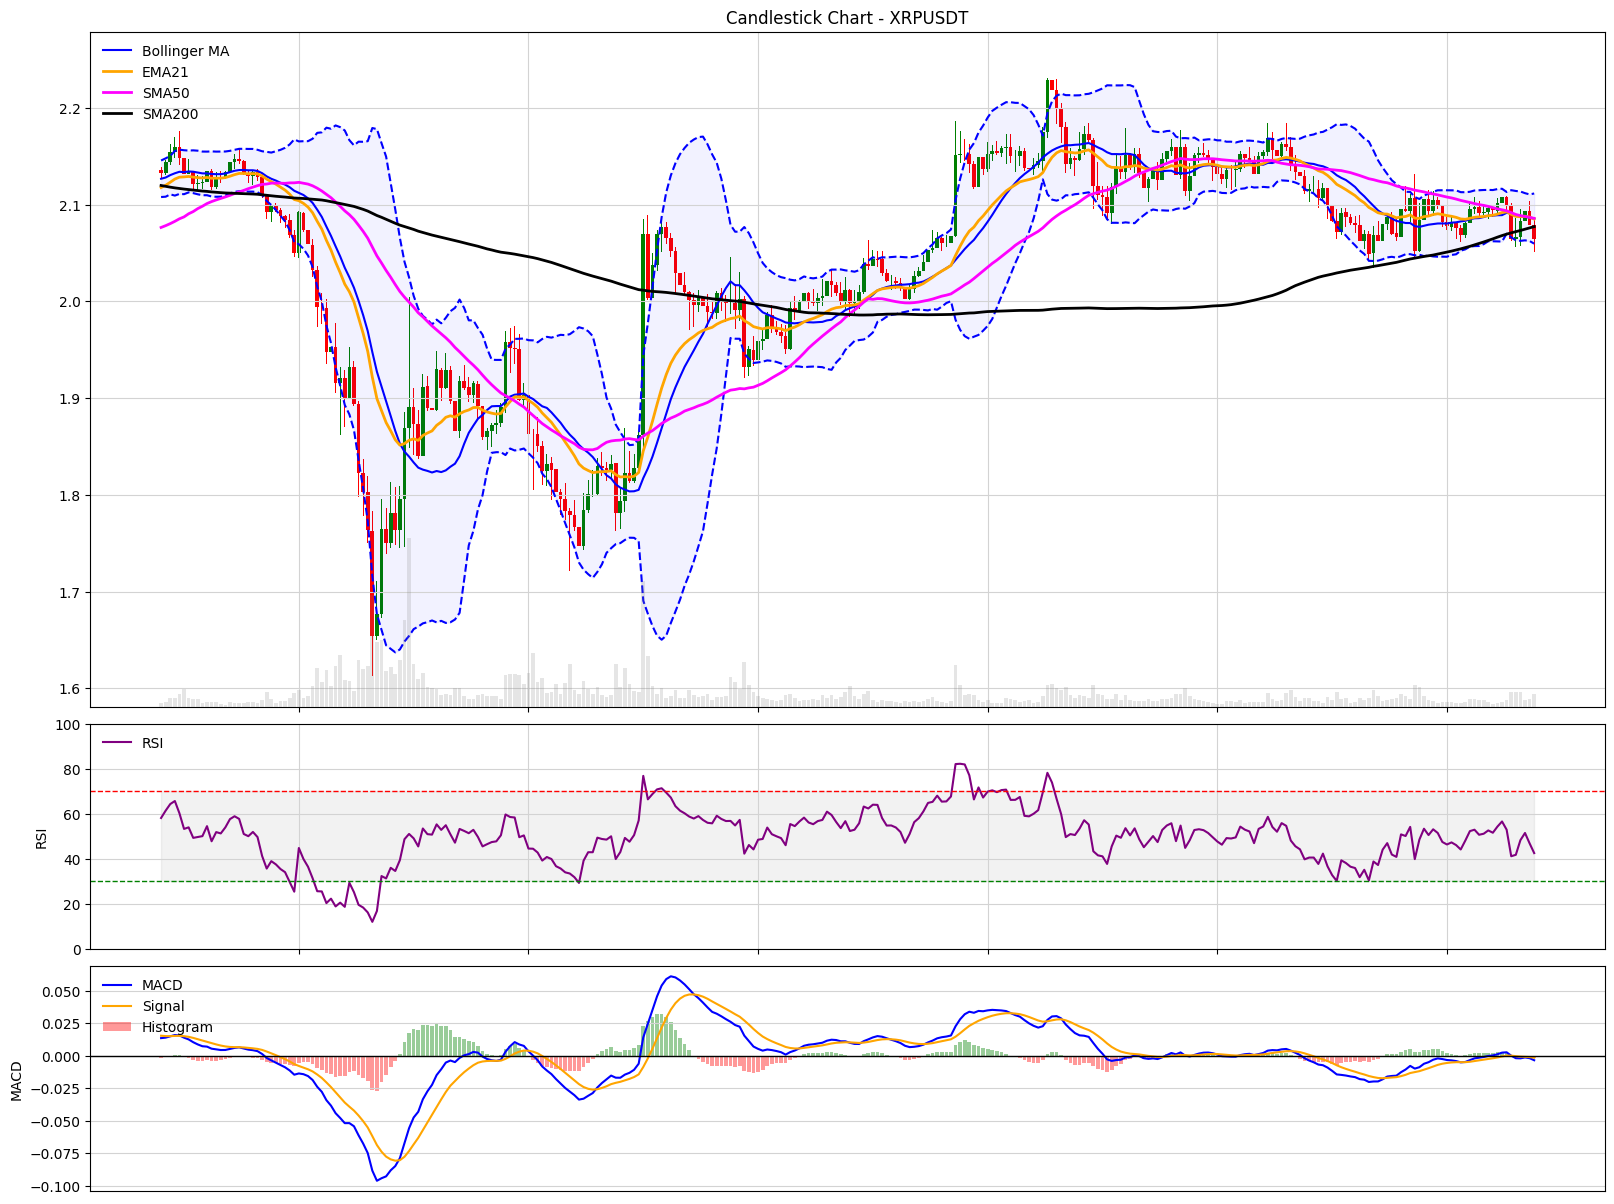 Candlestick Chart - XRPUSDT
Bollinger MA
EMA21
SMA50
SMA200
2.2
2.1
2.0
1.9
1.8
1.7
1.6
RSI
RSI
100
80
60
40
20
0
MACD
Signal
Histogram
MACD
0.050
0.025
0.000
−0.025
−0.050
−0.075
−0.100